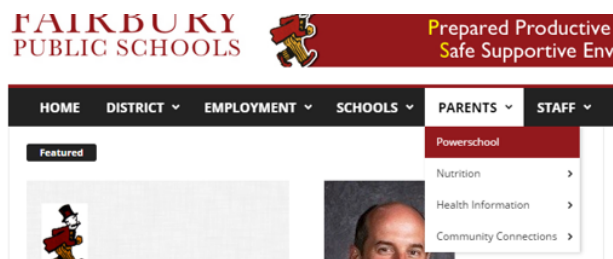 FAIRBURY
PUBLIC SCHOOLS
Prepared Productive
Safe Supportive Env
HOME DISTRICT EMPLOYMENT SCHOOLS PARENTS STAFF
Powerschool
Featured
Nutrition
Health Information
Community Connections